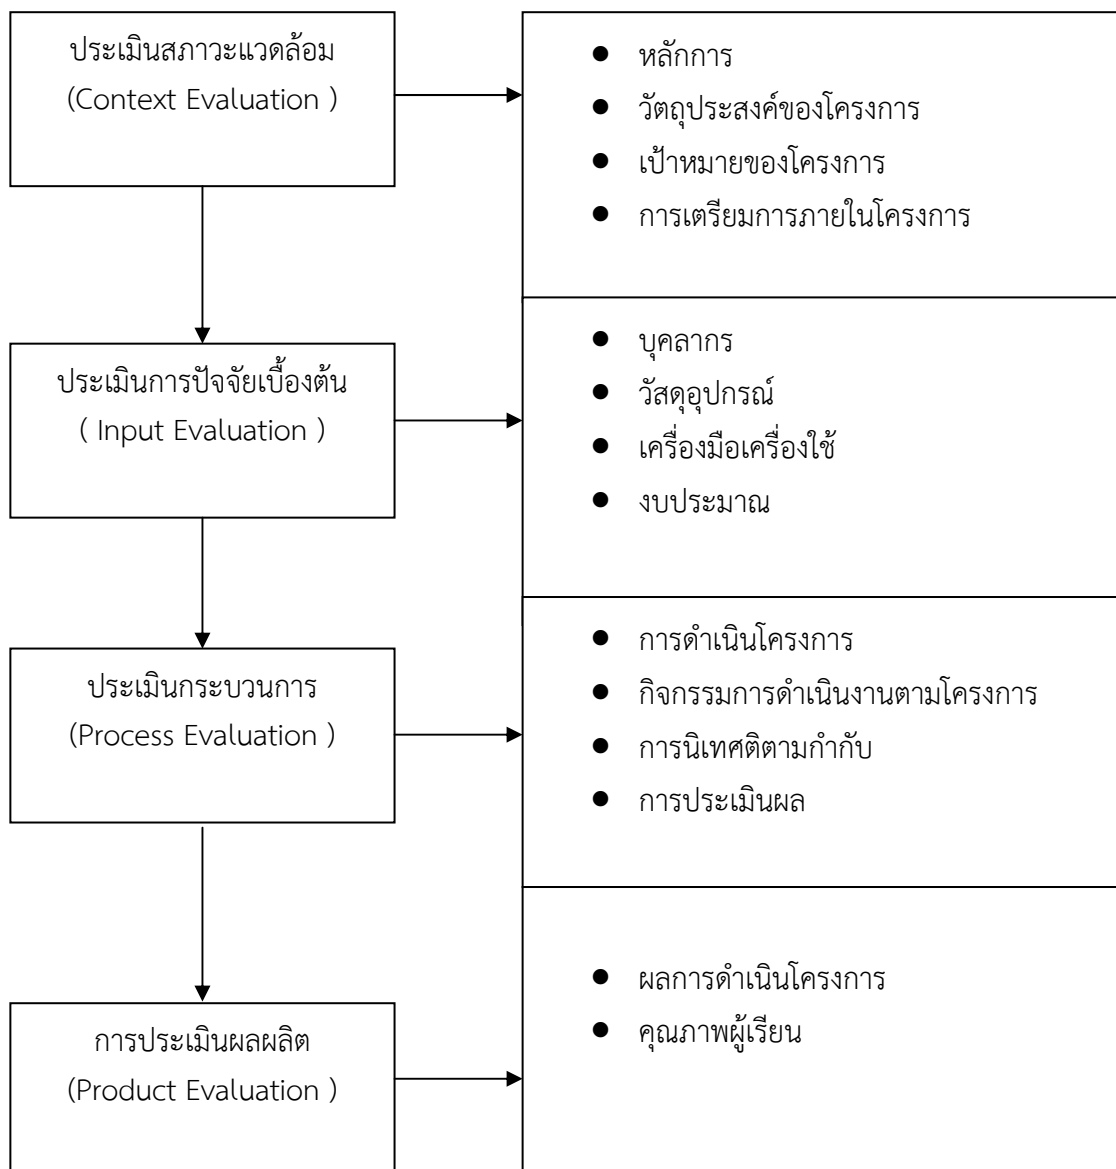 ประเมินสภาวะแวดล้อม
(Context Evaluation )
● หลักการ
● วัตถุประสงค์ของโครงการ
● เป้าหมายของโครงการ
● การเตรียมการภายในโครงการ
ประเมินการปัจจัยเบื้องต้น
( Input Evaluation )
● บุคลากร
● วัสดุอุปกรณ์
● เครื่องมือเครื่องใช้
● งบประมาณ
ประเมินกระบวนการ
(Process Evaluation )
● การดำเนินโครงการ
● กิจกรรมการดำเนินงานตามโครงการ
● การนิเทศติตามกำกับ
● การประเมินผล
การประเมินผลผลิต
(Product Evaluation )
● ผลการดำเนินโครงการ
● คุณภาพผู้เรียน